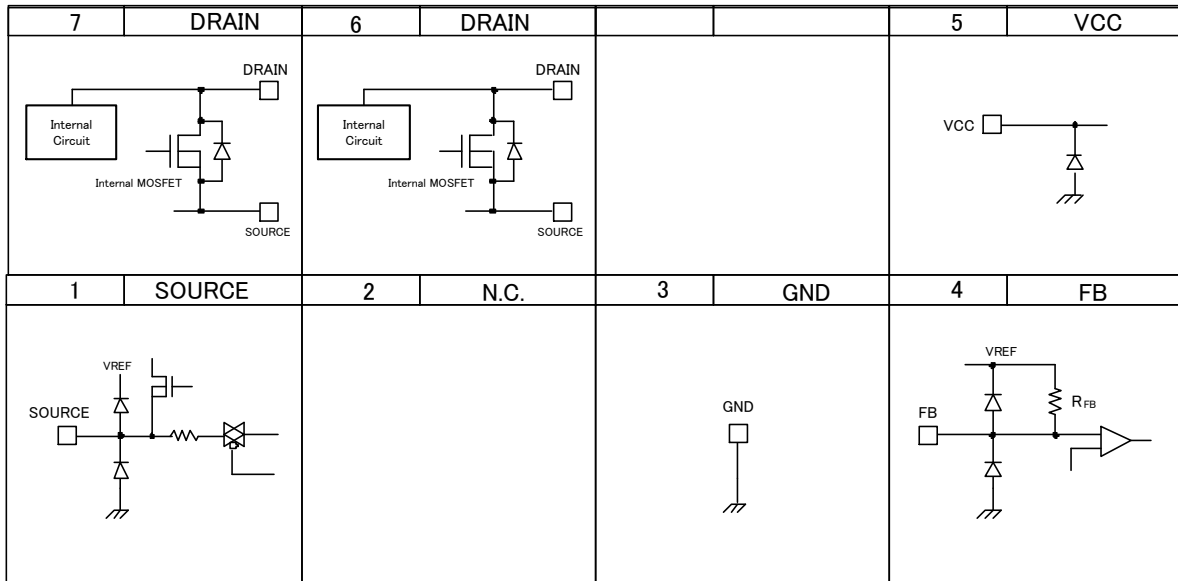 7 DRAIN 6 DRAIN 5 VCC
DRAIN
Internal
Circuit
Internal MOSFET
SOURCE
DRAIN
Internal
Circuit
Internal MOSFET
SOURCE
VCC
1 SOURCE 2 N.C. 3 GND 4 FB
VREF
SOURCE
GND
VREF
FB
RFB